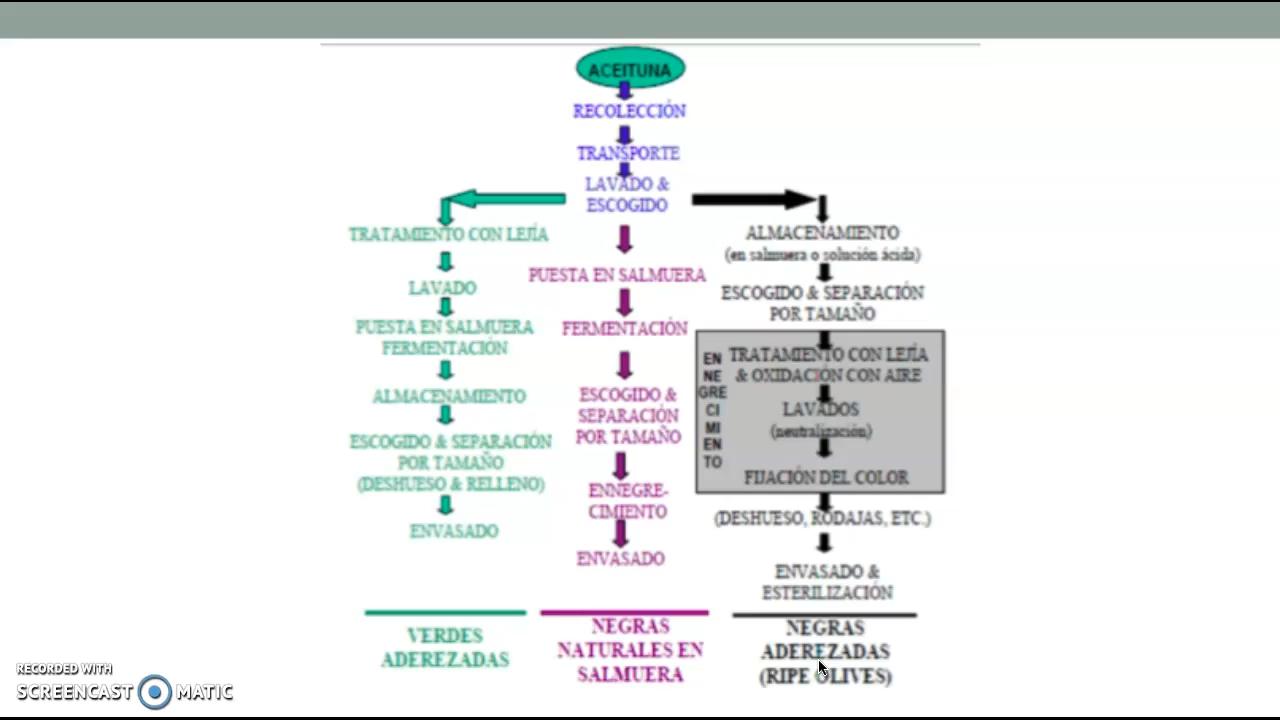 ACEITUNA
RECOLECCIÓN
TRANSPORTE
LAVADO &
ESCOGIDO
TRATAMIENTO CON LEJÍA
LAVADO
PUESTA EN SALMUERA
FERMENTACIÓN
ALMACENAMIENTO
ESCOGIDO & SEPARACIÓN
POR TAMAÑO
(DESHUESO & RELLENO)
ENVASADO
VERDES
ADEREZADAS
PUESTA EN SALMUERA
FERMENTACIÓN
ESCOGIDO &
SEPARACIÓN
POR TAMAÑO
ENNEGRE-
CIMIENTO
ENVASADO
NEGRAS
NATURALES EN
SALMUERA
ALMACENAMIENTO
(en salmuera o solución ácida)
ESCOGIDO & SEPARACIÓN
POR TAMAÑO
EN
NE
GRE
CI
MI
EN
TO
TRATAMIENTO CON LEJÍA
& OXIDACIÓN CON AIRE
LAVADOS
(neutralización)
FIJACIÓN DEL COLOR
(DESHUESO, RODAJAS, ETC.)
ENVASADO &
ESTERILIZACIÓN
NEGRAS
ADEREZADAS
(RIPE OLIVES)
RECORDED WITH
SCREENCAST MATIC